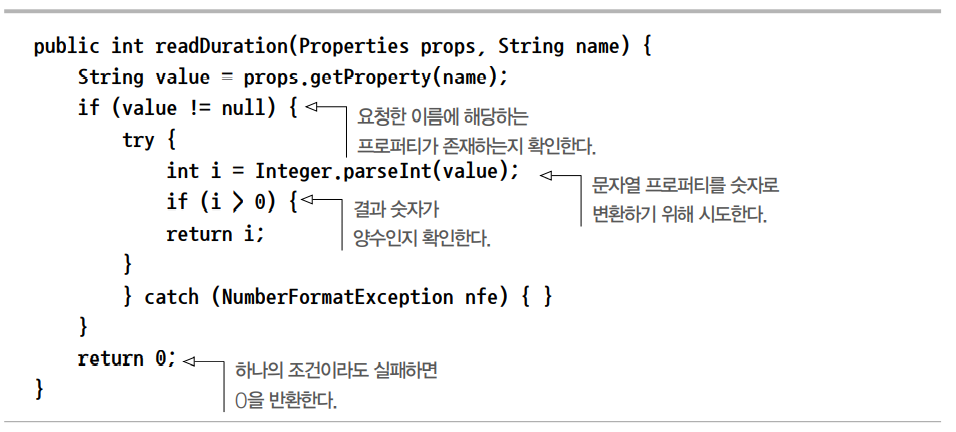 public int readDuration(Properties props, String name) {
String value = props.getProperty(name);
if (value != null) {
요청한 이름에 해당하는
프로퍼티가 존재하는지 확인한다.
try {
int i = Integer.parseInt(value);
문자열 프로퍼티를 숫자로
변환하기 위해 시도한다.
if (i > 0) {
결과 숫자가
양수인지 확인한다.
return i;
}
} catch (NumberFormatException nfe) { }
}
return 0;
하나의 조건이라도 실패하면
0을 반환한다.
}